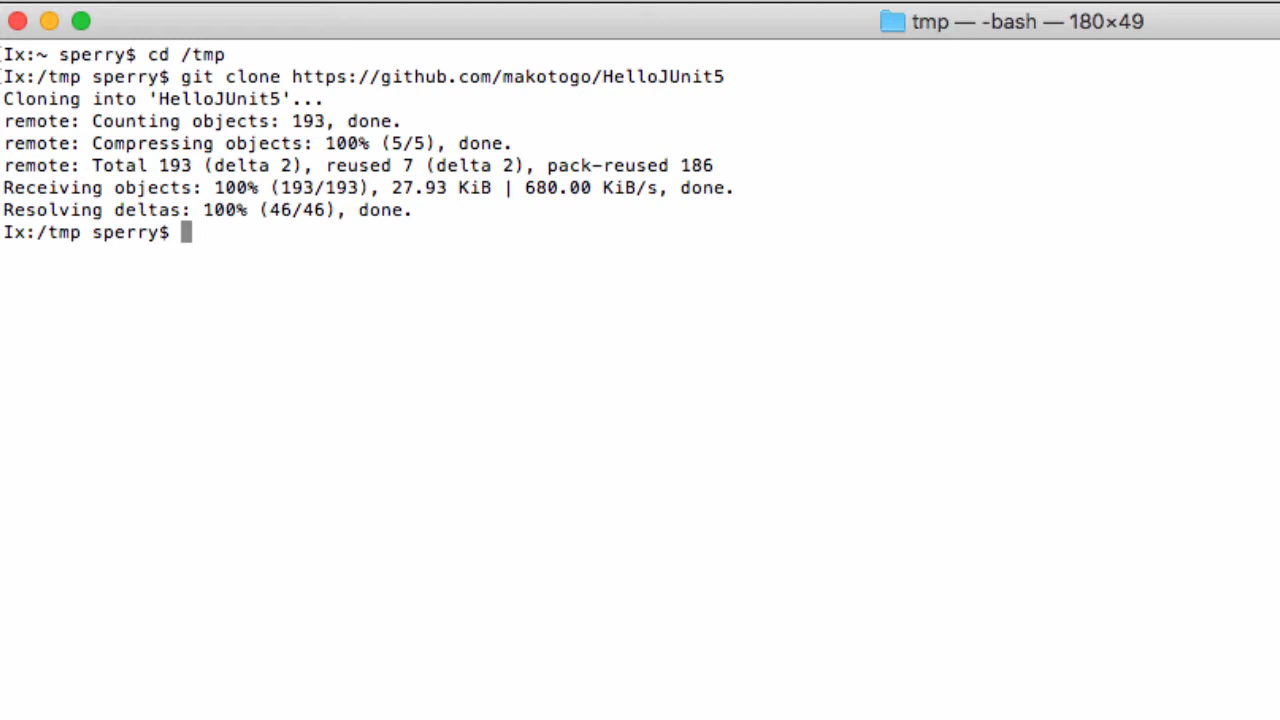 tmp — -bash — 180×49
Ix:~ sperry$ cd /tmp
Ix:/tmp sperry$ git clone https://github.com/makotogo/HelloJUnit5
Cloning into 'HelloJUnit5'...
remote: Counting objects: 193, done.
remote: Compressing objects: 100% (5/5), done.
remote: Total 193 (delta 2), reused 7 (delta 2), pack-reused 186
Receiving objects: 100% (193/193), 27.93 KiB | 680.00 KiB/s, done.
Resolving deltas: 100% (46/46), done.
Ix:/tmp sperry$